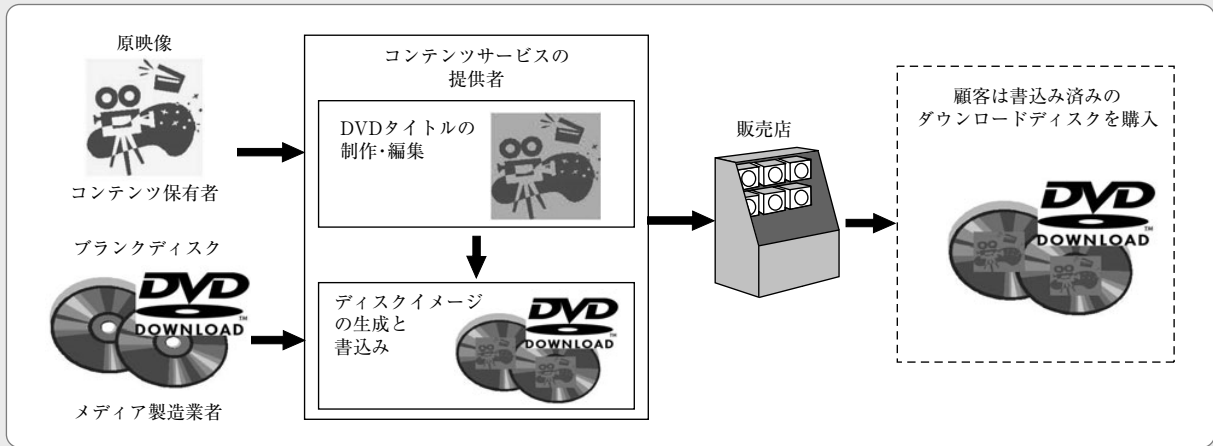 原映像
コンテンツ保有者
ブランクディスク
DVD
DOWNLOAD
TM
メディア製造業者
コンテンツサービスの
提供者
DVDタイトルの
制作・編集
ディスクイメージ
の生成と
書込み
DVD
DOWNLOAD
TM
販売店
顧客は書込み済みの
ダウンロードディスクを購入
DVD
DOWNLOAD
TM